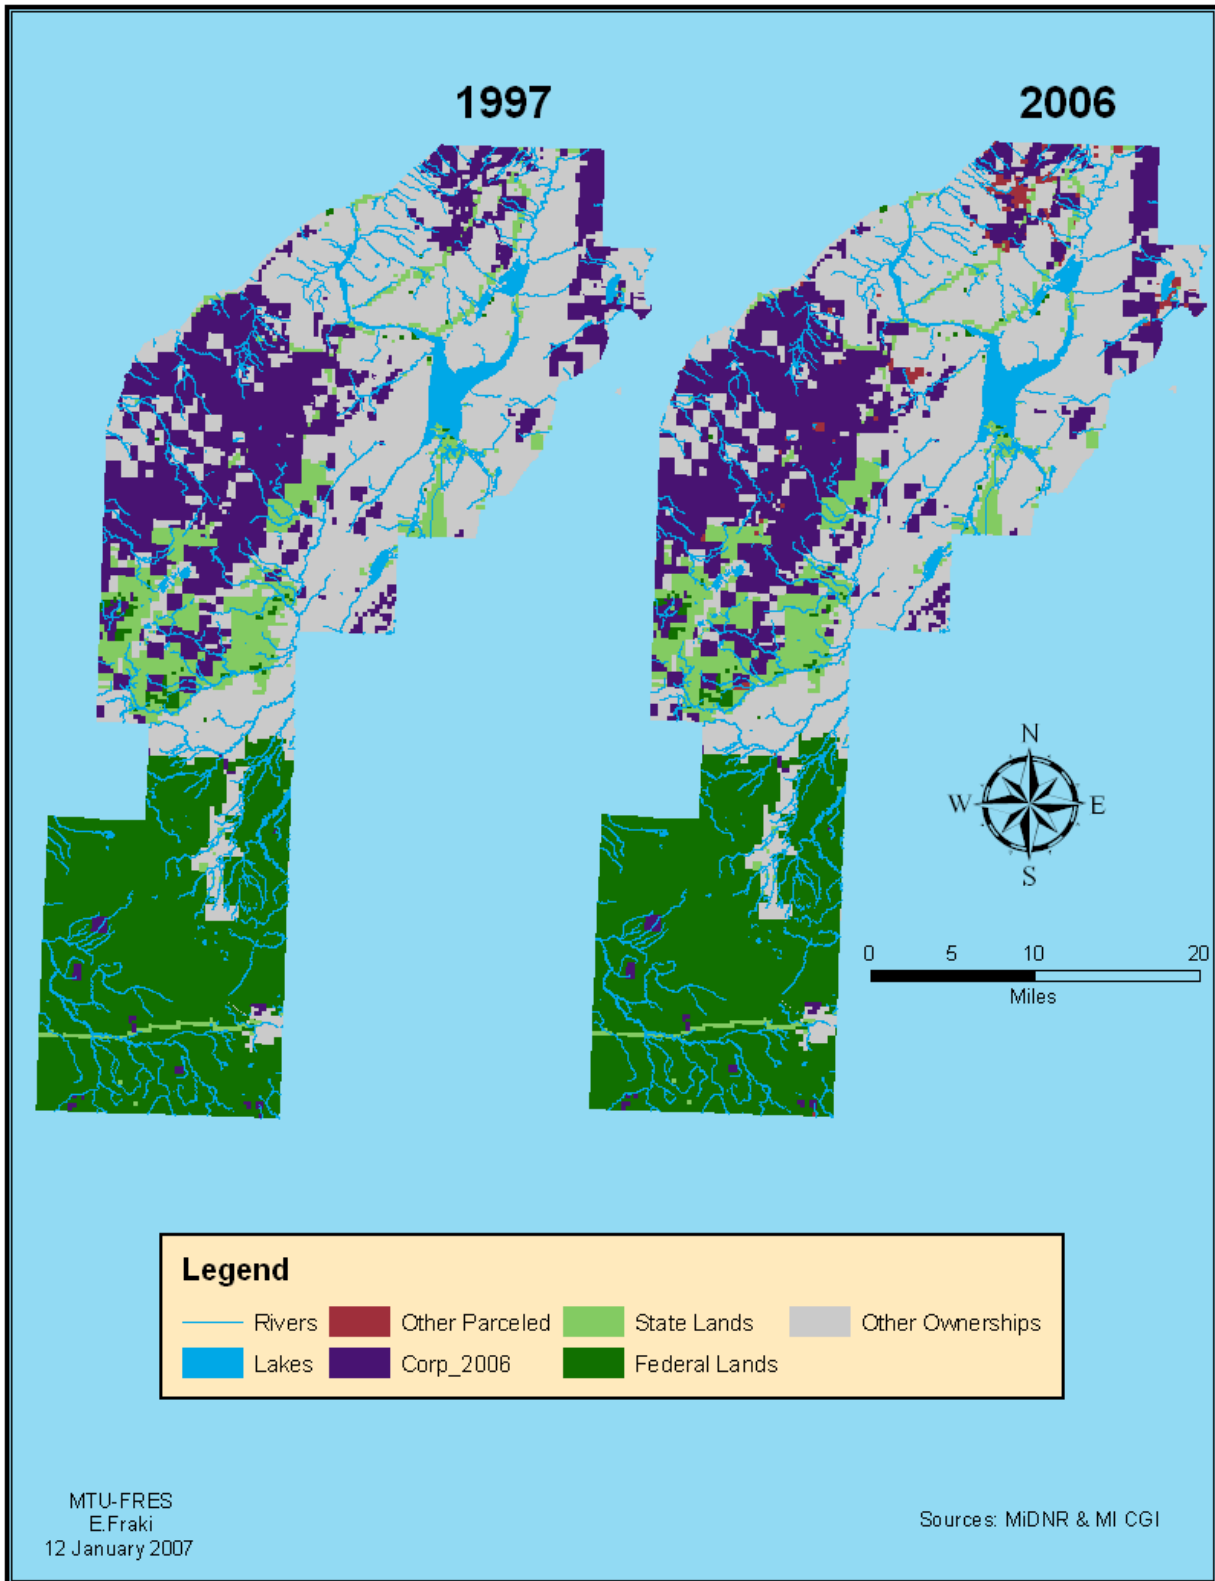 1997
2006
N
W
E
S
0 5 10 20
Miles
Legend
Rivers Other Parceled State Lands Other Ownerships
Lakes Corp_2006 Federal Lands
MTU-FRES
E.Fraki
12 January 2007
Sources: MiDNR & MI CGI